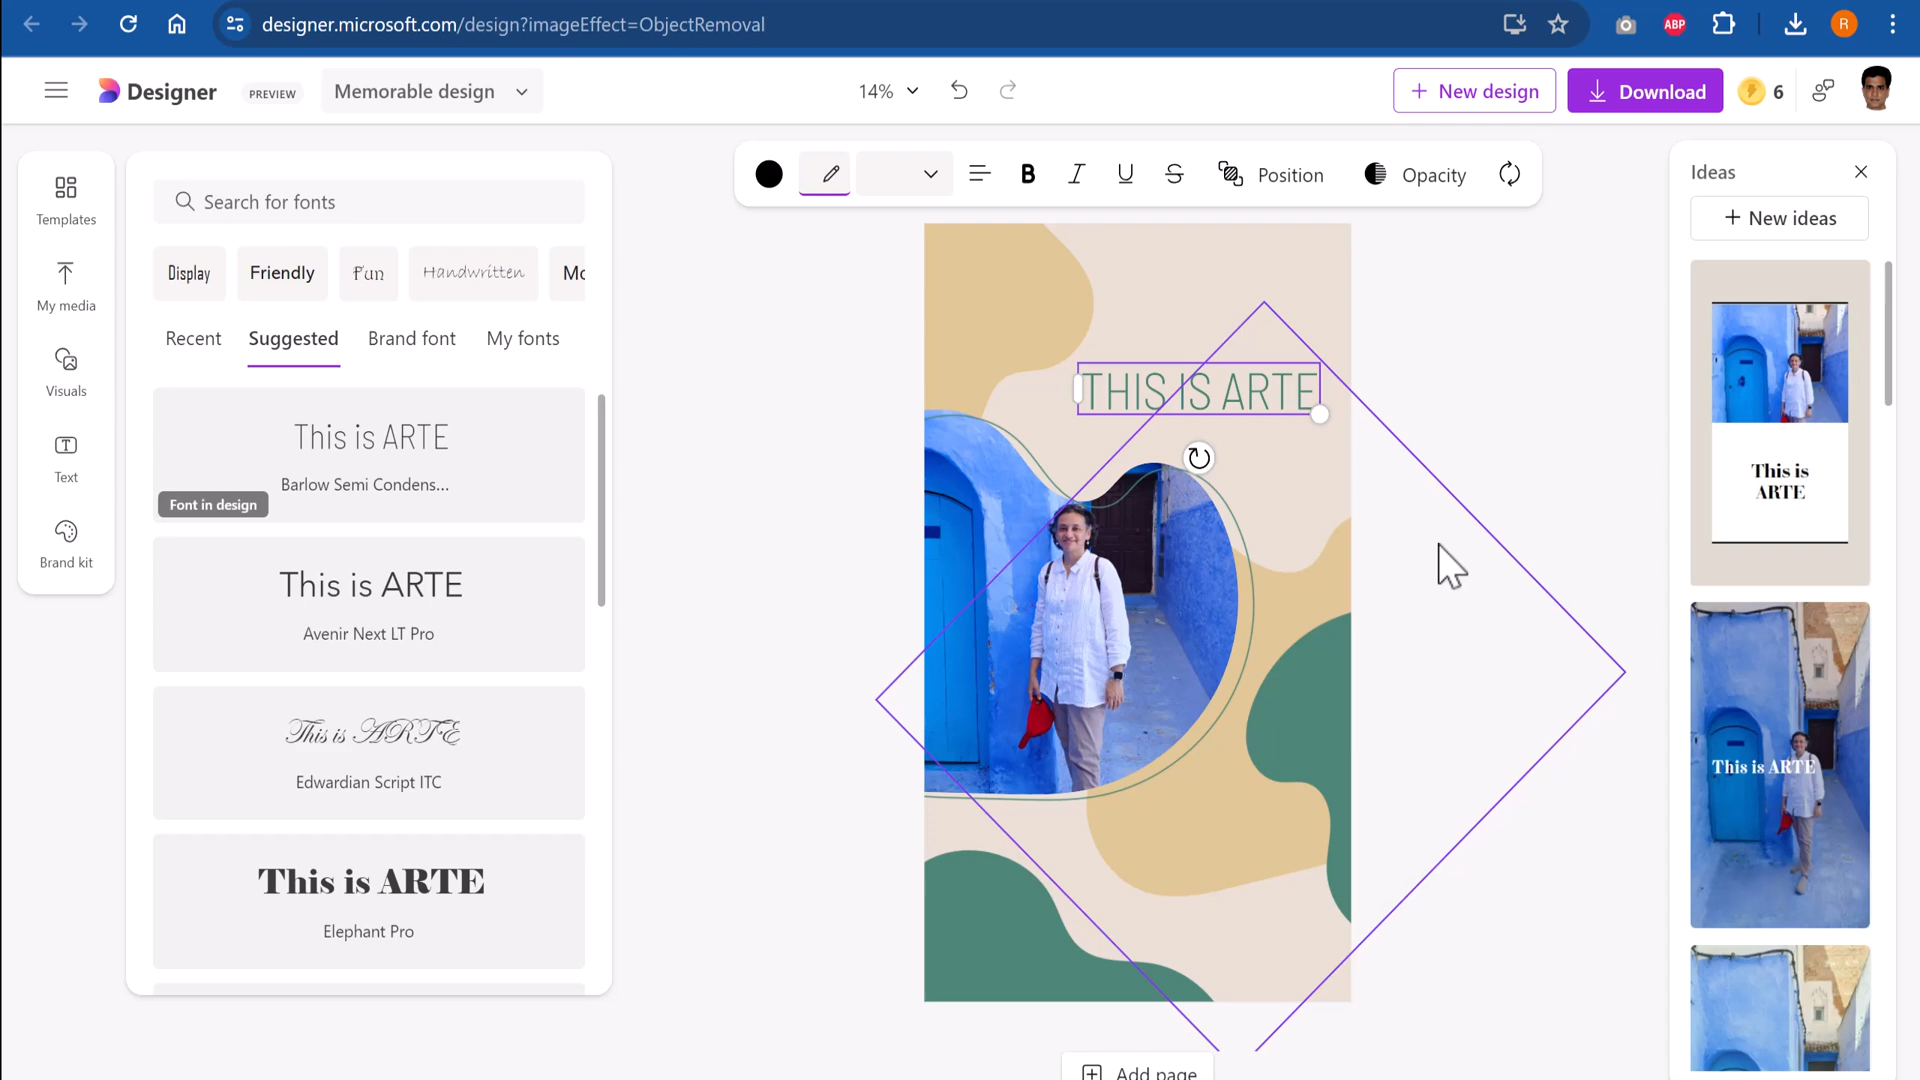 designer.microsoft.com/design?imageEffect=ObjectRemoval
ABP
R
Designer
PREVIEW
Memorable design
14%
+ New design
Download
6
Templates
My media
Visuals
Text
Brand kit
Search for fonts
Display
Friendly
Fun
Handwritten
Mo
Recent
Suggested
Brand font
My fonts
This is ARTE
Barlow Semi Condens...
Font in design
This is ARTE
Avenir Next LT Pro
This is ARTE
Edwardian Script ITC
This is ARTE
Elephant Pro
B I U S
Position
Opacity
THIS IS ARTE
Add page
Ideas
+ New ideas
This is
ARTE
This is ARTE